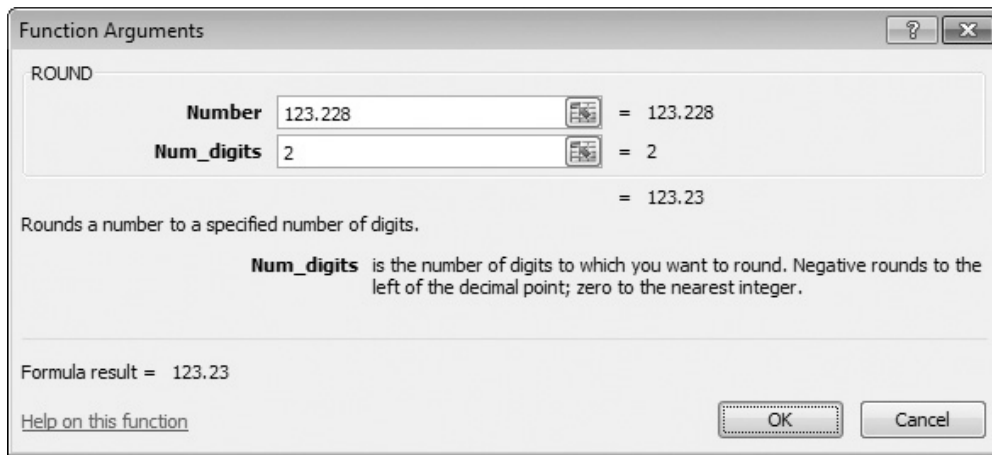 Function Arguments
ROUND
Number 123.228 = 123.228
Num_digits 2 = 2
= 123.23
Rounds a number to a specified number of digits.
Num_digits is the number of digits to which you want to round. Negative rounds to the
left of the decimal point; zero to the nearest integer.
Formula result = 123.23
Help on this function OK Cancel